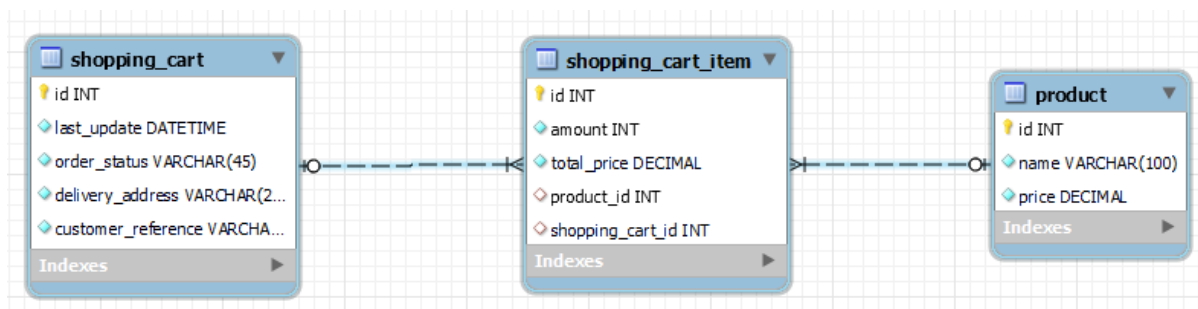 shopping_cart
id INT
last_update DATETIME
order_status VARCHAR(45)
delivery_address VARCHAR(2...
customer_reference VARCHA...
Indexes
shopping_cart_item
id INT
amount INT
total_price DECIMAL
product_id INT
shopping_cart_id INT
Indexes
product
id INT
name VARCHAR(100)
price DECIMAL
Indexes